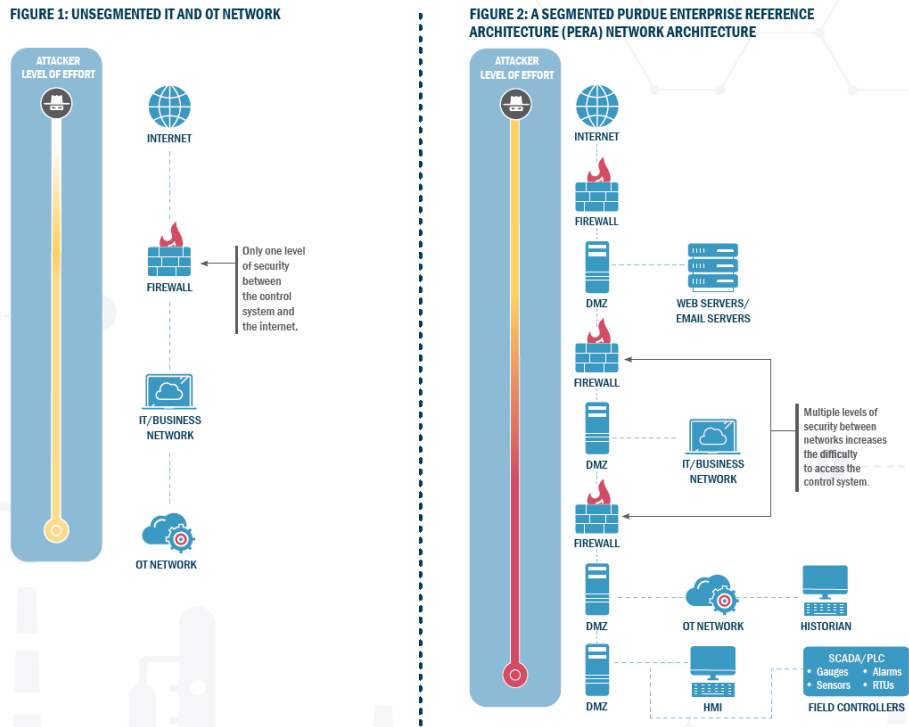 FIGURE 1: UNSEGMENTED IT AND OT NETWORK
ATTACKER
LEVEL OF EFFORT
INTERNET
FIREWALL
Only one level
of security
between
the control
system and
the internet.
IT/BUSINESS
NETWORK
OT NETWORK
FIGURE 2: A SEGMENTED PURDUE ENTERPRISE REFERENCE
ARCHITECTURE (PERA) NETWORK ARCHITECTURE
ATTACKER
LEVEL OF EFFORT
INTERNET
FIREWALL
DMZ
WEB SERVERS/
EMAIL SERVERS
FIREWALL
Multiple levels of
security between
networks increases
the difficulty
to access the
control system.
DMZ
IT/BUSINESS
NETWORK
FIREWALL
DMZ
OT NETWORK
HISTORIAN
DMZ
HMI
SCADA/PLC
• Gauges • Alarms
• Sensors • RTUs
FIELD CONTROLLERS